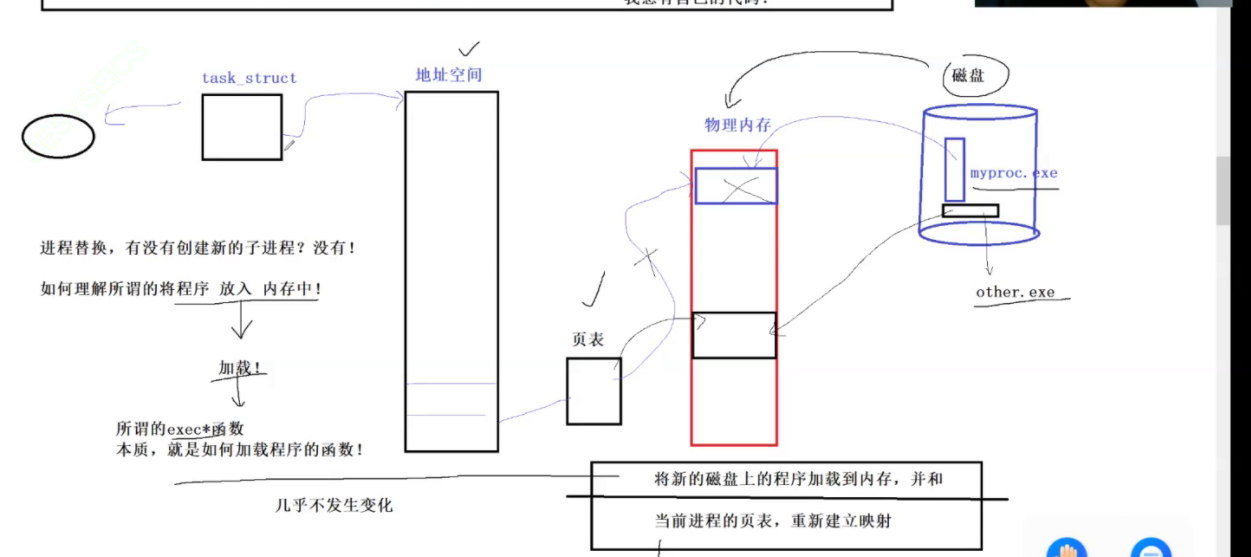 task_struct
地址空间
磁盘
物理内存
myproc.exe
进程替换，有没有创建新的子进程？没有！
如何理解所谓的将程序 放入 内存中！
other.exe
页表
加载！
所谓的exec*函数
本质，就是如何加载程序的函数！
将新的磁盘上的程序加载到内存，并和
几乎不发生变化
当前进程的页表，重新建立映射